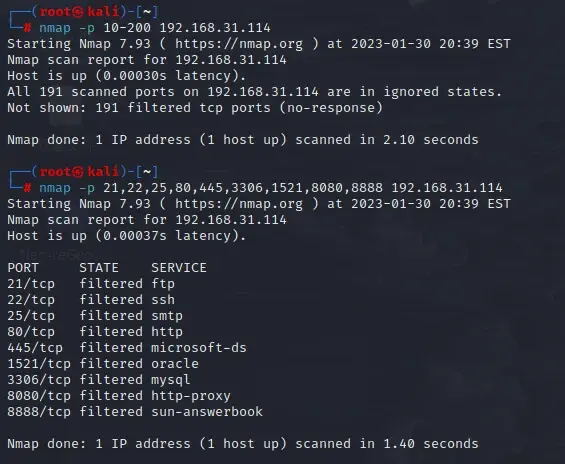 ┌──(root㉿kali)-[~]
└─# nmap -p 10-200 192.168.31.114
Starting Nmap 7.93 ( https://nmap.org ) at 2023-01-30 20:39 EST
Nmap scan report for 192.168.31.114
Host is up (0.00030s latency).
All 191 scanned ports on 192.168.31.114 are in ignored states.
Not shown: 191 filtered tcp ports (no-response)
Nmap done: 1 IP address (1 host up) scanned in 2.10 seconds
┌──(root㉿kali)-[~]
└─# nmap -p 21,22,25,80,445,3306,1521,8080,8888 192.168.31.114
Starting Nmap 7.93 ( https://nmap.org ) at 2023-01-30 20:39 EST
Nmap scan report for 192.168.31.114
Host is up (0.00037s latency).
PORT STATE SERVICE
21/tcp filtered ftp
22/tcp filtered ssh
25/tcp filtered smtp
80/tcp filtered http
445/tcp filtered microsoft-ds
1521/tcp filtered oracle
3306/tcp filtered mysql
8080/tcp filtered http-proxy
8888/tcp filtered sun-answerbook
Nmap done: 1 IP address (1 host up) scanned in 1.40 seconds